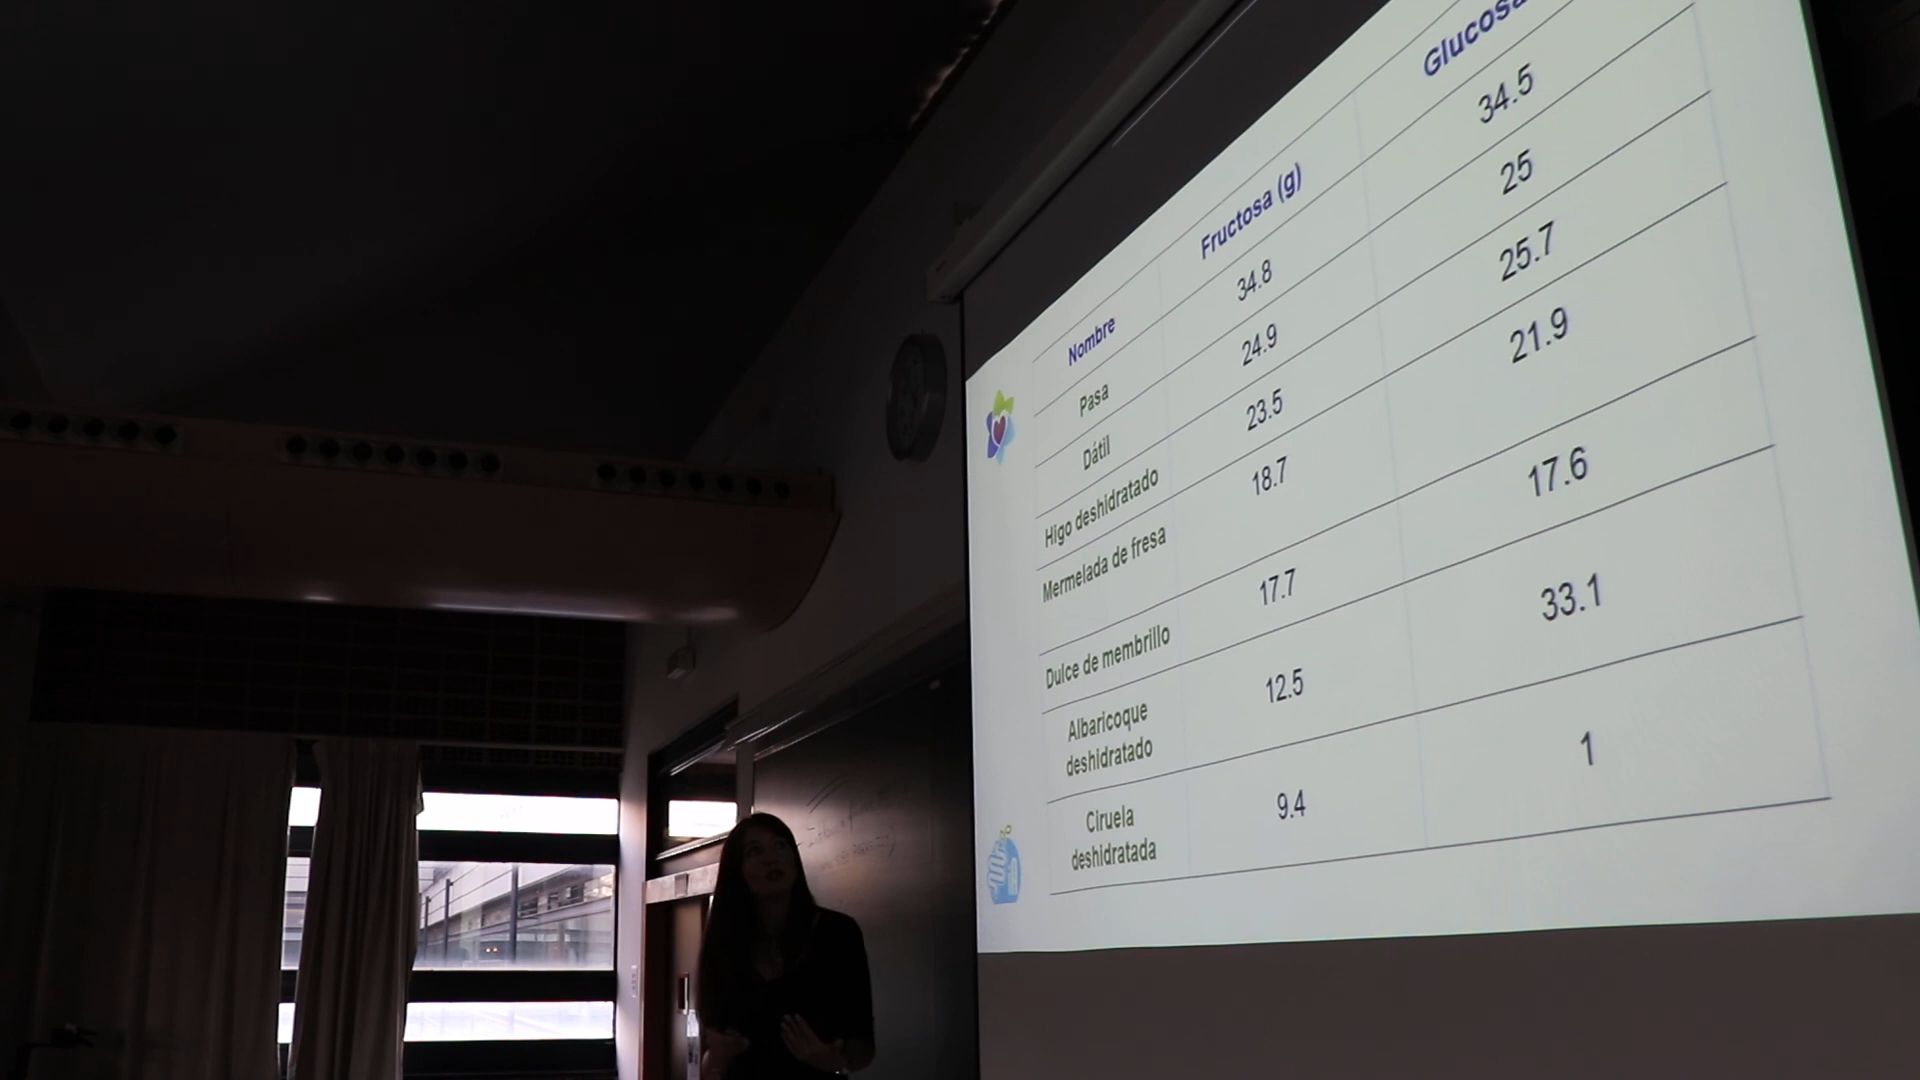 Nombre Fructosa (g) Glucosa
Pasa 34.8 34.5
Dátil 24.9 25
Higo deshidratado 23.5 25.7
Mermelada de fresa 18.7 21.9
Dulce de membrillo 17.7 17.6
Albaricoque
deshidratado 12.5 33.1
Ciruela
deshidratada 9.4 1